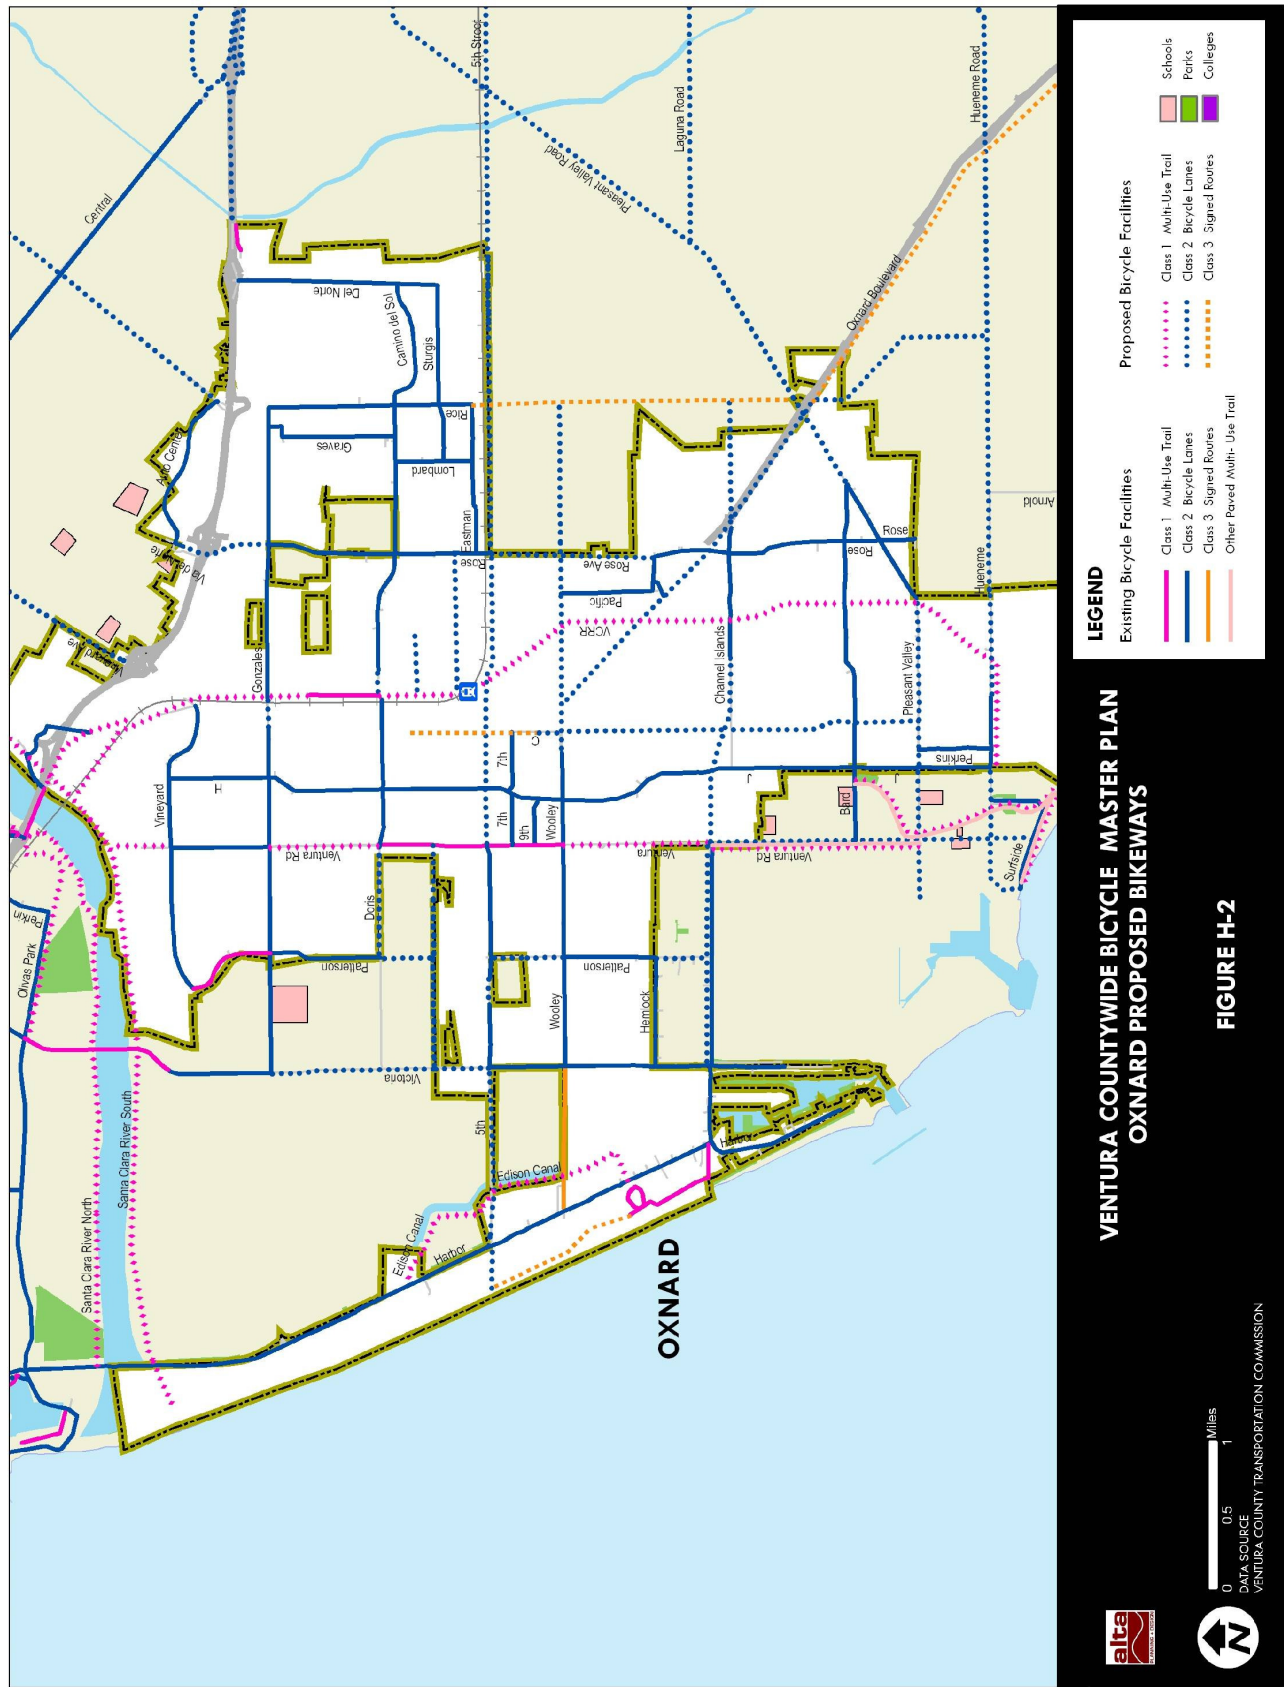 Central
5th Street
Laguna Road
Hueneme Road
Pleasant Valley Road
Oxnard Boulevard
Del Norte
Camino del Sol
Sturgis
Rice
Graves
Lombard
Eastman
Auto Center
Rose
Rose Ave
Rose
Rose
Arnold
Hueneme
Pacific
VCRR
Gonzales
Channel Islands
Pleasant Valley
Vineyard
H
7th
C
7th
9th
Wooley
J
J
Perkins
Bard
Ventura Rd
Ventura
Ventura Rd
Surfside
Perkin
Olivas Park
Doris
Patterson
Patterson
Wooley
Hemlock
Victoria
5th
Santa Clara River South
Santa Clara River North
Edison Canal
Edison Canal
Harbor
Harbor
OXNARD
LEGEND
Existing Bicycle Facilities
Class 1 Multi-Use Trail
Class 2 Bicycle Lanes
Class 3 Signed Routes
Other Paved Multi- Use Trail
Proposed Bicycle Facilities
Class 1 Multi-Use Trail
Class 2 Bicycle Lanes
Class 3 Signed Routes
Schools
Parks
Colleges
VENTURA COUNTYWIDE BICYCLE MASTER PLAN
OXNARD PROPOSED BIKEWAYS
FIGURE H-2
0 0.5 1
Miles
DATA SOURCE
VENTURA COUNTY TRANSPORTATION COMMISSION
alta
PLANNING + DESIGN
N